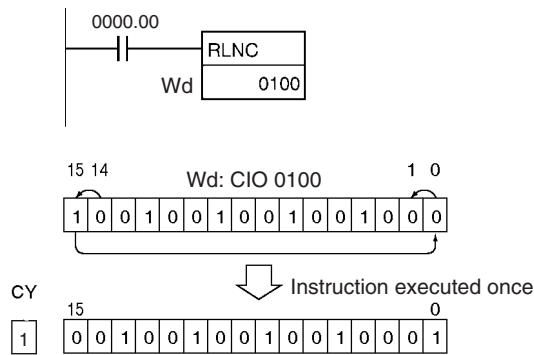 0000.00
RLNC
Wd 0100
15 14 1 0
Wd: CIO 0100
1 0 0 1 0 0 1 0 0 1 0 0 1 0 0 0
Instruction executed once
CY 15 0
1 0 0 1 0 0 1 0 0 1 0 0 1 0 0 0 1